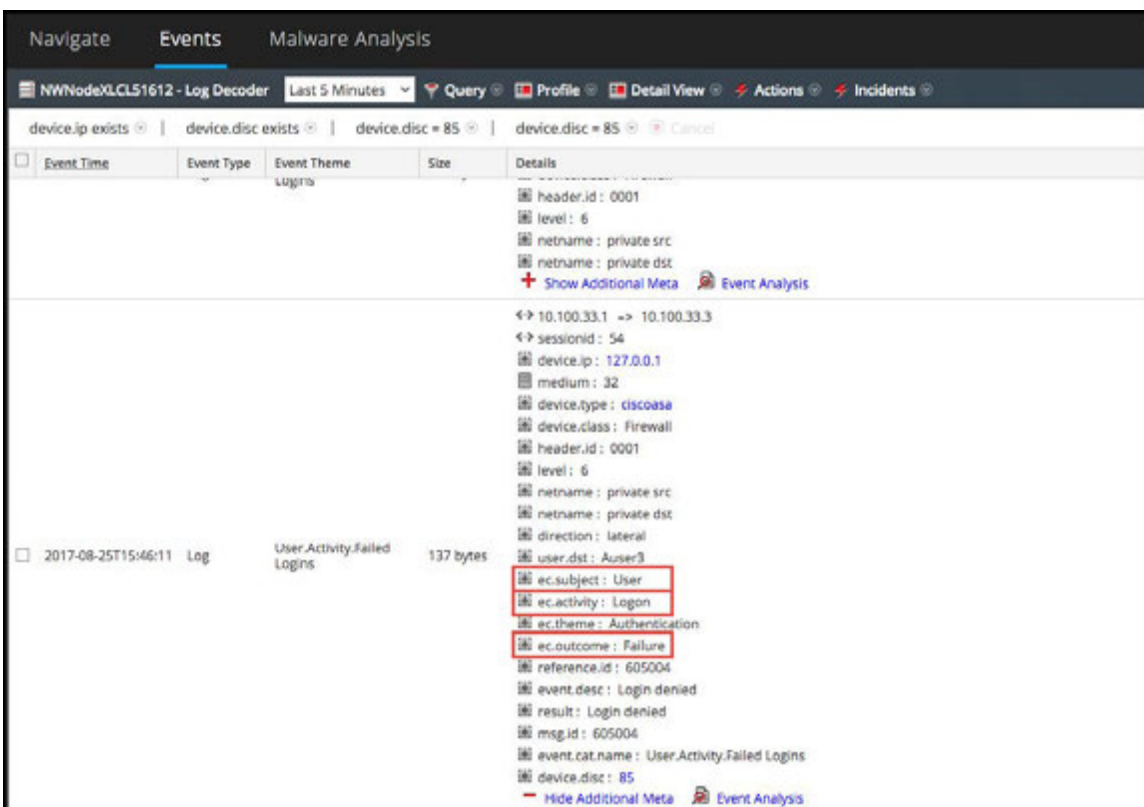 Navigate Events Malware Analysis
NWNodeXLCL51612 - Log Decoder Last 5 Minutes Query Profile Detail View Actions Incidents
device.ip exists | device.disc exists | device.disc = 85 | device.disc = 85 Cancel
Event Time Event Type Event Theme Size Details
Logins
header.id : 0001
level : 6
netname : private src
netname : private dst
Show Additional Meta Event Analysis
10.100.33.1 => 10.100.33.3
sessionid : 54
device.ip : 127.0.0.1
medium : 32
device.type : ciscoasa
device.class : Firewall
header.id : 0001
level : 6
netname : private src
netname : private dst
direction : lateral
2017-08-25T15:46:11 Log User.Activity.Failed Logins 137 bytes
user.dst : Auser3
ec.subject : User
ec.activity : Logon
ec.theme : Authentication
ec.outcome : Failure
reference.id : 605004
event.desc : Login denied
result : Login denied
msg.id : 605004
event.cat.name : User.Activity.Failed Logins
device.disc : 85
Hide Additional Meta Event Analysis